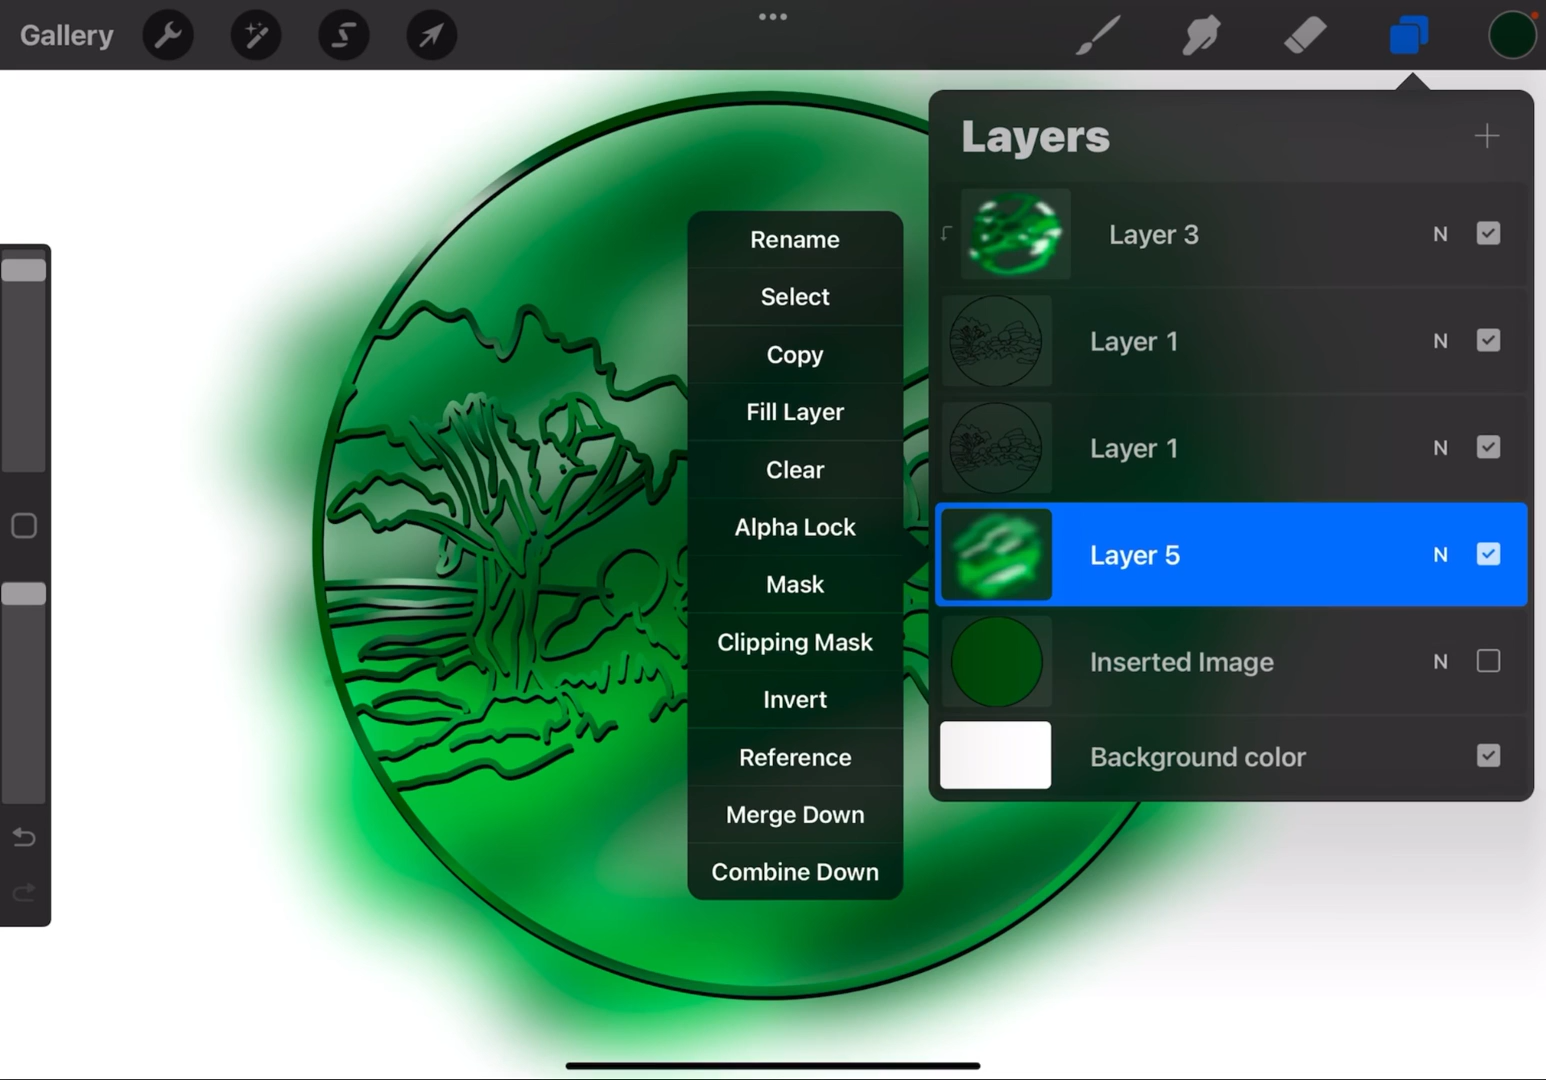 Gallery
Layers
Layer 3
N
Layer 1
N
Layer 1
N
Layer 5
N
Inserted Image
N
Background color
Rename
Select
Copy
Fill Layer
Clear
Alpha Lock
Mask
Clipping Mask
Invert
Reference
Merge Down
Combine Down